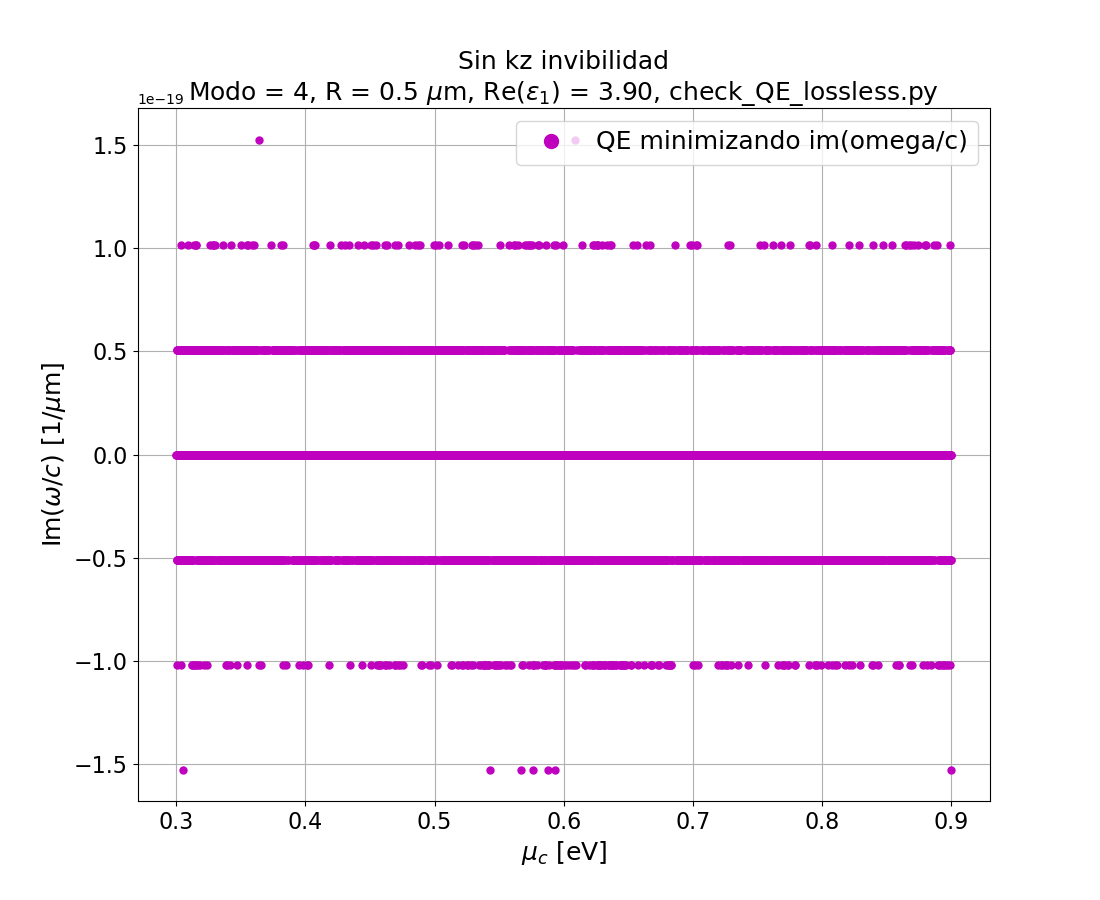 Sin kz invibilidad
Modo = 4, R = 0.5 μm, Re(ε₁) = 3.90, check_QE_lossless.py
1e−19
QE minimizando im(omega/c)
1.5
1.0
0.5
0.0
−0.5
−1.0
−1.5
Im(ω/c) [1/μm]
0.3 0.4 0.5 0.6 0.7 0.8 0.9
μ_c [eV]